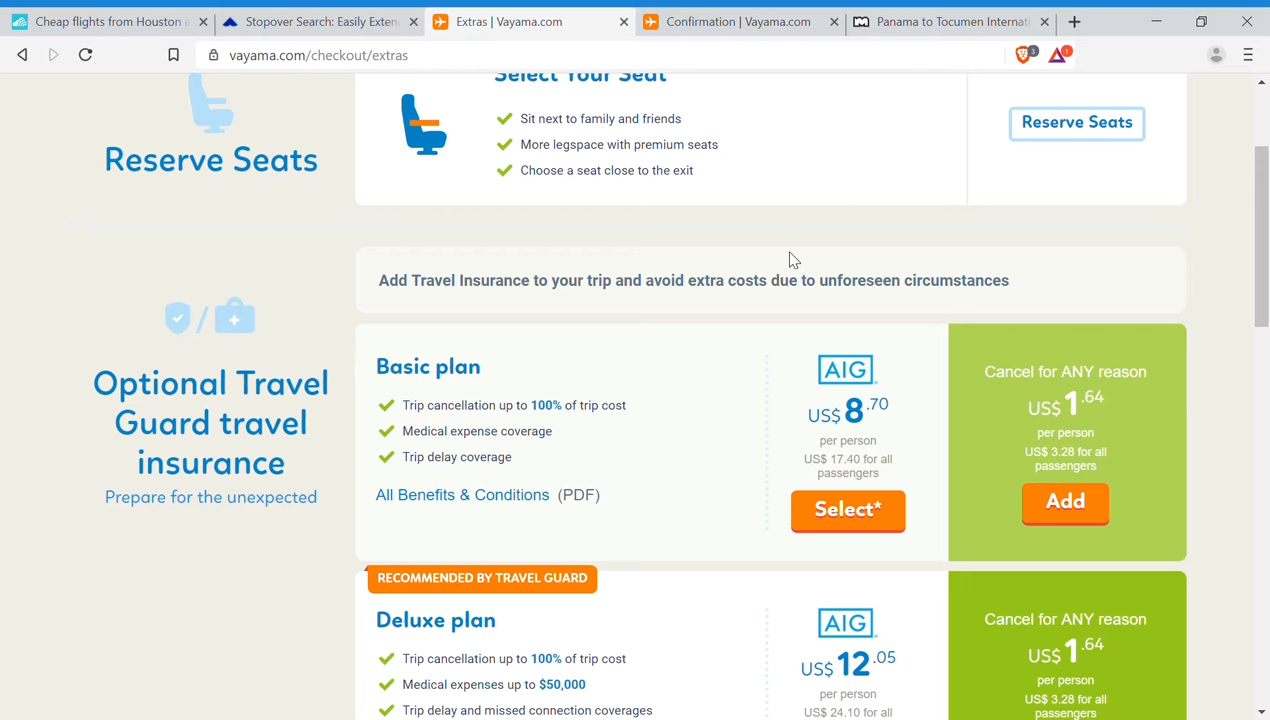 Cheap flights from Houston a
Stopover Search: Easily Exten
Extras | Vayama.com
Confirmation | Vayama.com
Panama to Tocumen Internati
vayama.com/checkout/extras
3
1
Reserve Seats
Select Your Seat
Sit next to family and friends
More legspace with premium seats
Choose a seat close to the exit
Reserve Seats
Optional Travel
Guard travel
insurance
Prepare for the unexpected
Add Travel Insurance to your trip and avoid extra costs due to unforeseen circumstances
Basic plan
Trip cancellation up to 100% of trip cost
Medical expense coverage
Trip delay coverage
All Benefits & Conditions (PDF)
AIG
US$ 8.70
per person
US$ 17.40 for all
passengers
Select*
Cancel for ANY reason
US$ 1.64
per person
US$ 3.28 for all
passengers
Add
RECOMMENDED BY TRAVEL GUARD
Deluxe plan
Trip cancellation up to 100% of trip cost
Medical expenses up to $50,000
Trip delay and missed connection coverages
AIG
US$ 12.05
per person
US$ 24.10 for all
Cancel for ANY reason
US$ 1.64
per person
US$ 3.28 for all
passengers